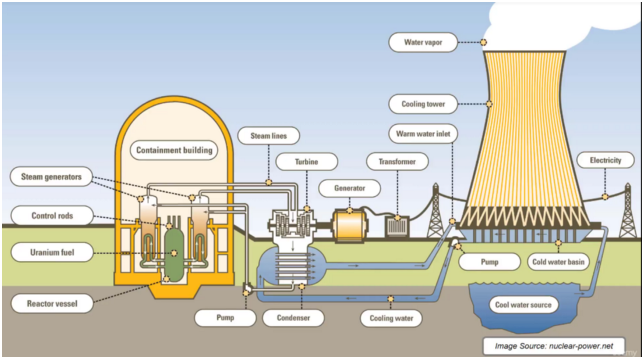 Water vapor
Cooling tower
Steam lines
Warm water inlet
Containment building
Turbine
Transformer
Electricity
Steam generators
Generator
Control rods
Uranium fuel
Pump
Cold water basin
Reactor vessel
Pump
Condenser
Cooling water
Cool water source
Image Source: nuclear-power.net